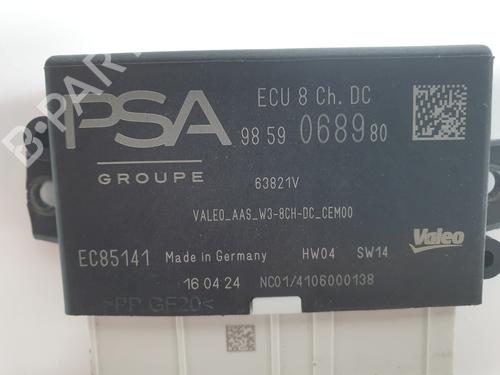 PSA
GROUPE
ECU 8 Ch. DC
98 59 0689 80
63821V
VALEO_AAS_W3-8CH-DC_CEM00
EC85141 Made in Germany HW04 SW14
Valeo
16 04 24 NC01/4106000138
>PP GF20<
B-PARTS